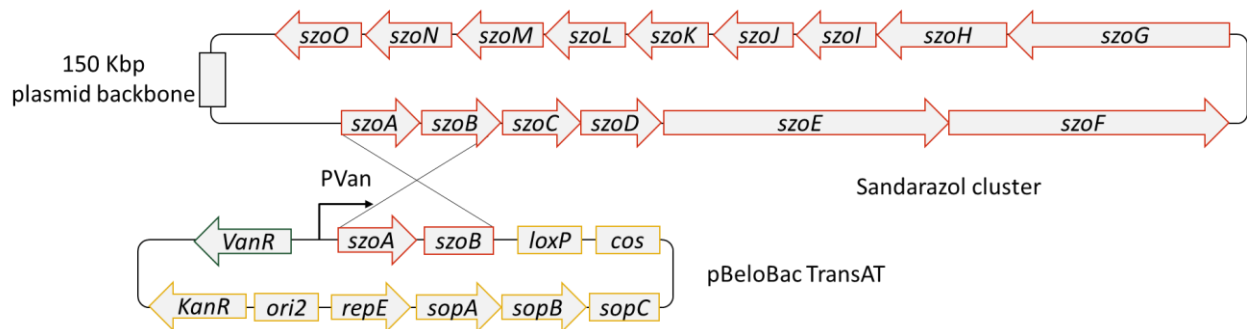 szoO szoN szoM szoL szoK szoJ szoI szoH szoG
150 Kbp
plasmid backbone
szoA szoB szoC szoD szoE szoF
PVan
Sandarazol cluster
VanR szoA szoB loxP cos
pBeloBac TransAT
KanR ori2 repE sopA sopB sopC